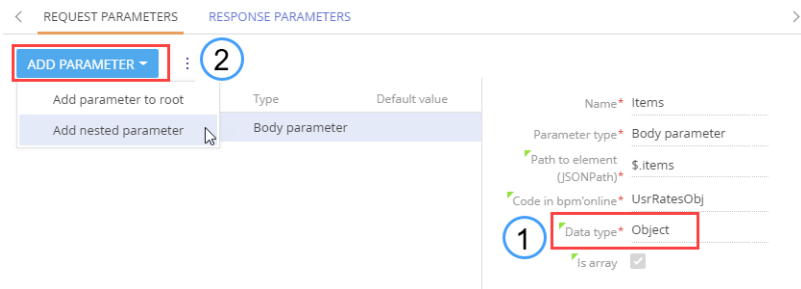 REQUEST PARAMETERS
RESPONSE PARAMETERS
ADD PARAMETER
2
Add parameter to root
Add nested parameter
Type
Default value
Body parameter
Name* Items
Parameter type* Body parameter
Path to element
(JSONPath)* $.items
Code in bpm'online* UsrRatesObj
1
Data type* Object
Is array